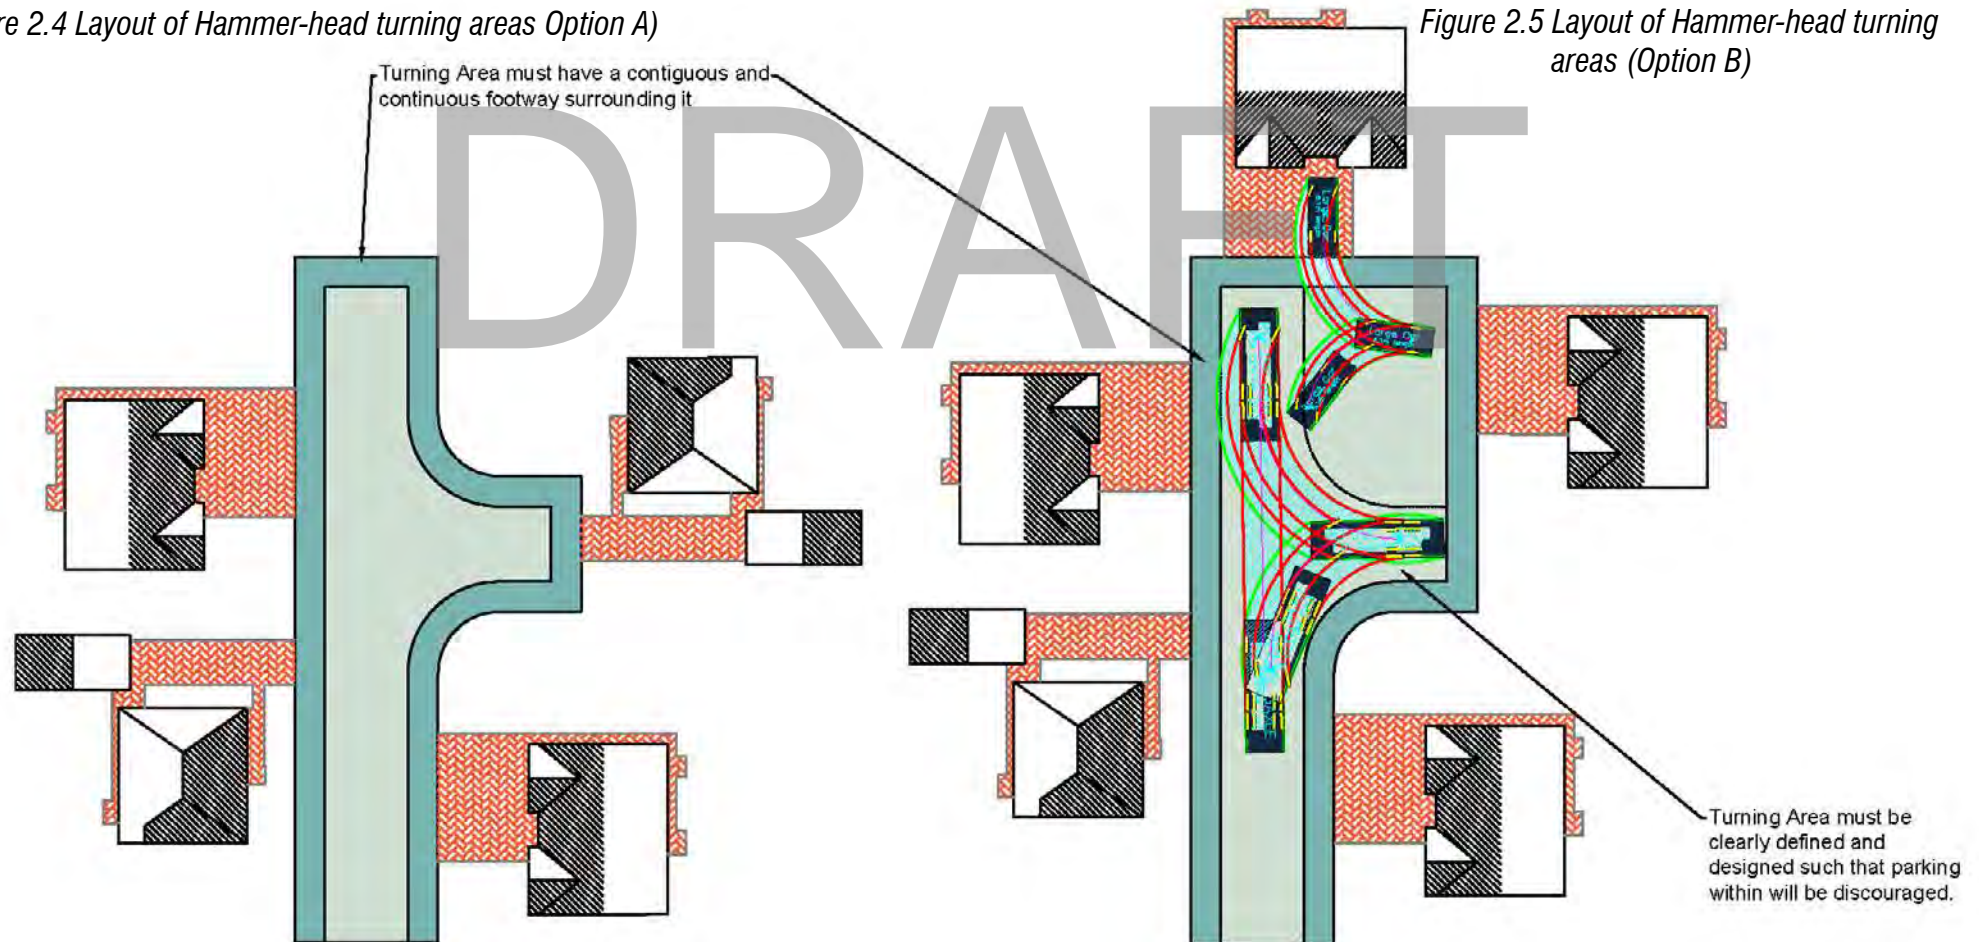 re 2.4 Layout of Hammer-head turning areas Option A)
Figure 2.5 Layout of Hammer-head turning
areas (Option B)
Turning Area must have a contiguous and
continuous footway surrounding it
DRAFT
Turning Area must be
clearly defined and
designed such that parking
within will be discouraged.